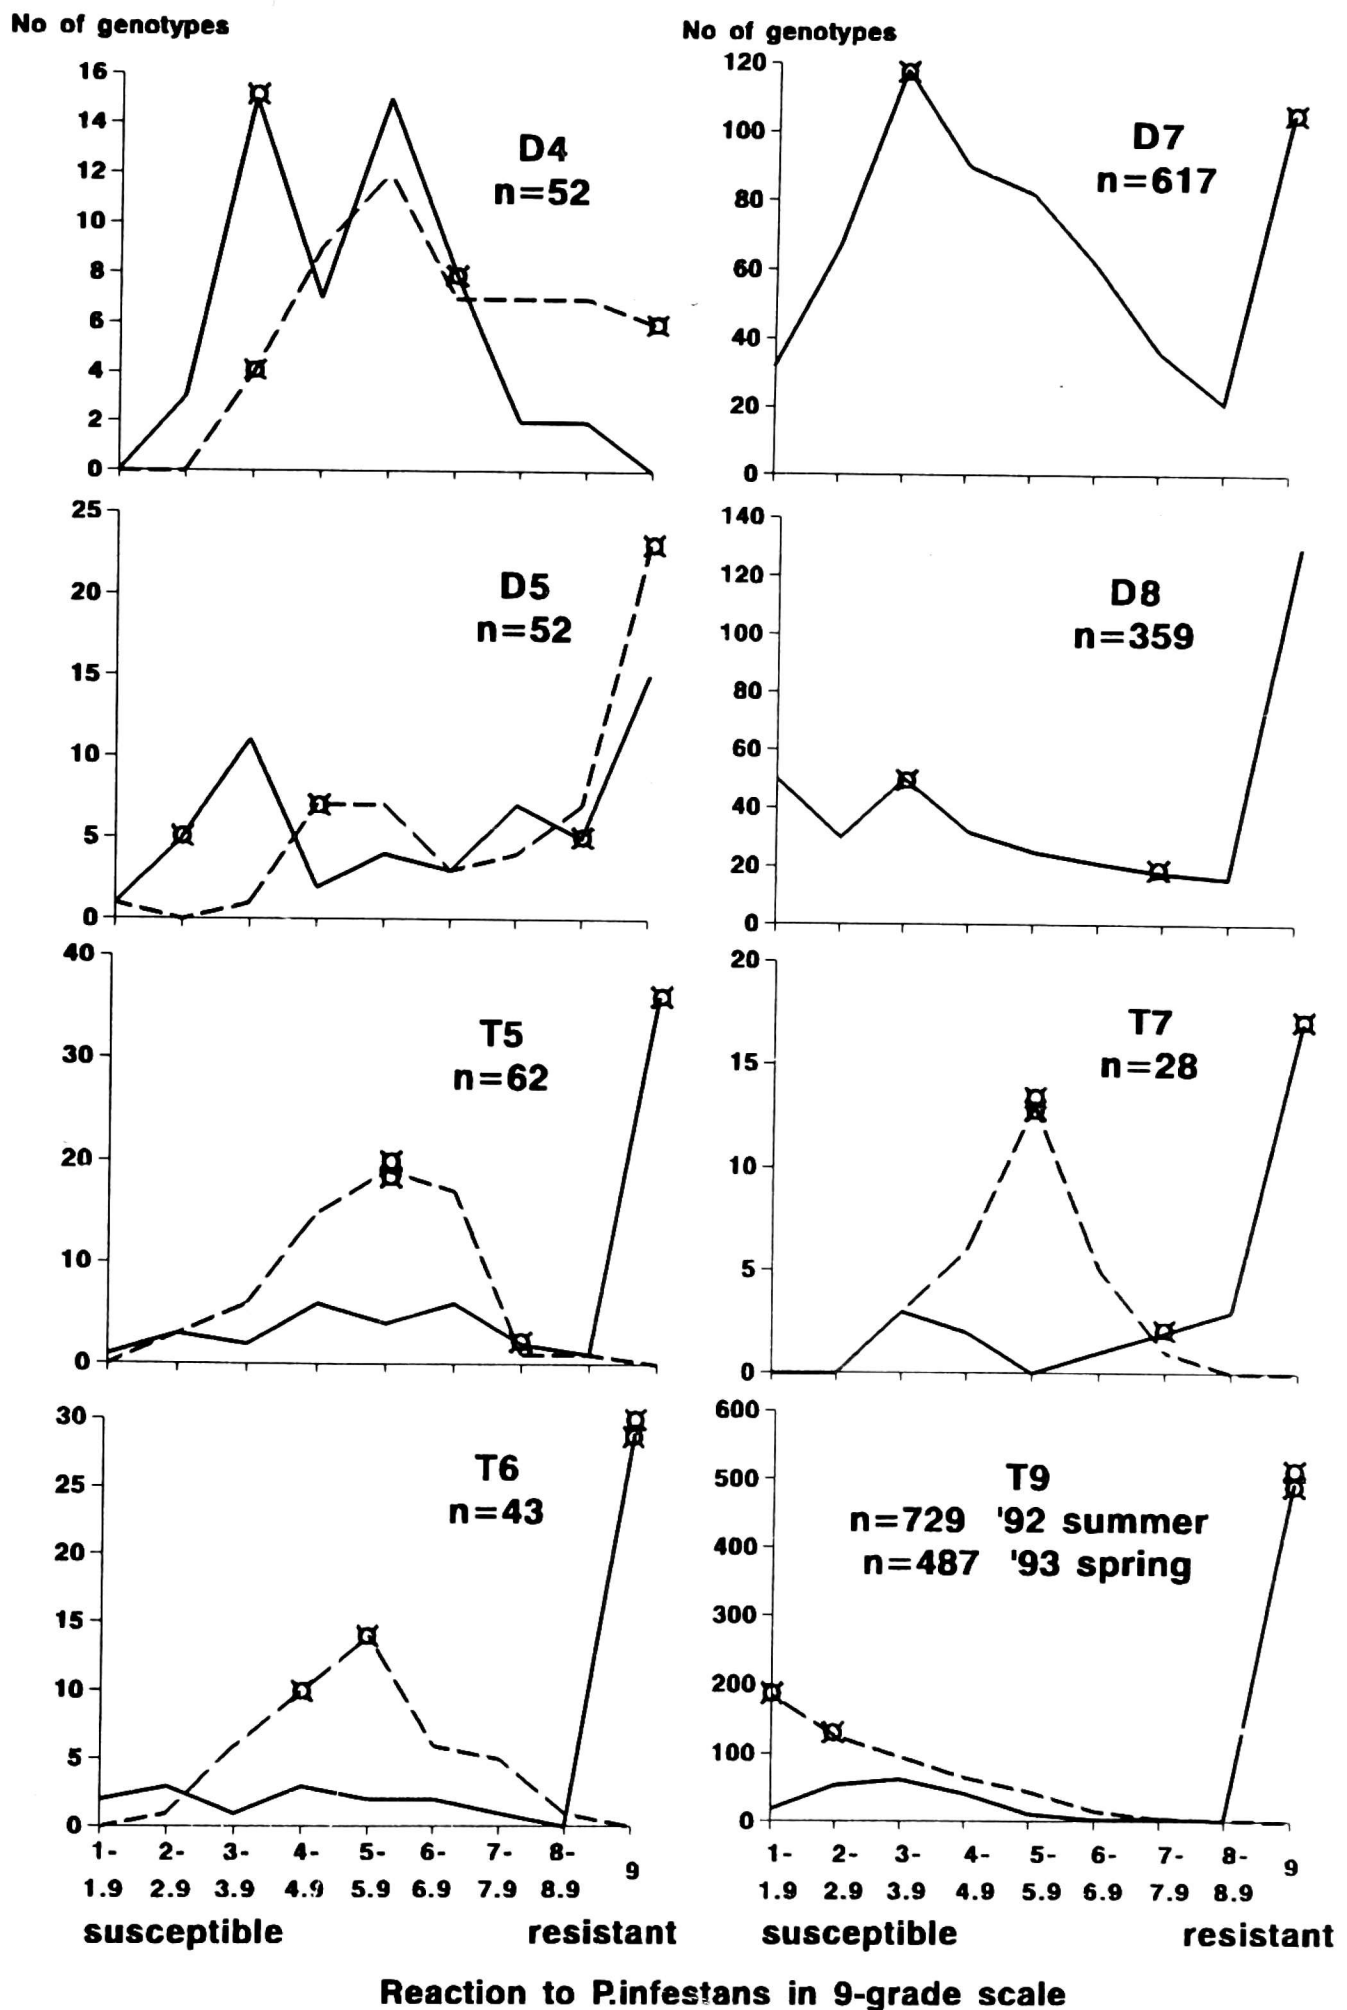 No of genotypes
16
14
12
10
8
6
4
2
0
D4
n=52
No of genotypes
120
100
80
60
40
20
0
D7
n=617
25
20
15
10
5
0
D5
n=52
140
120
100
80
60
40
20
0
D8
n=359
40
30
20
10
0
T5
n=62
20
15
10
5
0
T7
n=28
30
25
20
15
10
5
0
T6
n=43
600
500
400
300
200
100
0
T9
n=729 '92 summer
n=487 '93 spring
1- 2- 3- 4- 5- 6- 7- 8- 9
1.9 2.9 3.9 4.9 5.9 6.9 7.9 8.9
susceptible resistant
1- 2- 3- 4- 5- 6- 7- 8- 9
1.9 2.9 3.9 4.9 5.9 6.9 7.9 8.9
susceptible resistant
Reaction to P.infestans in 9-grade scale